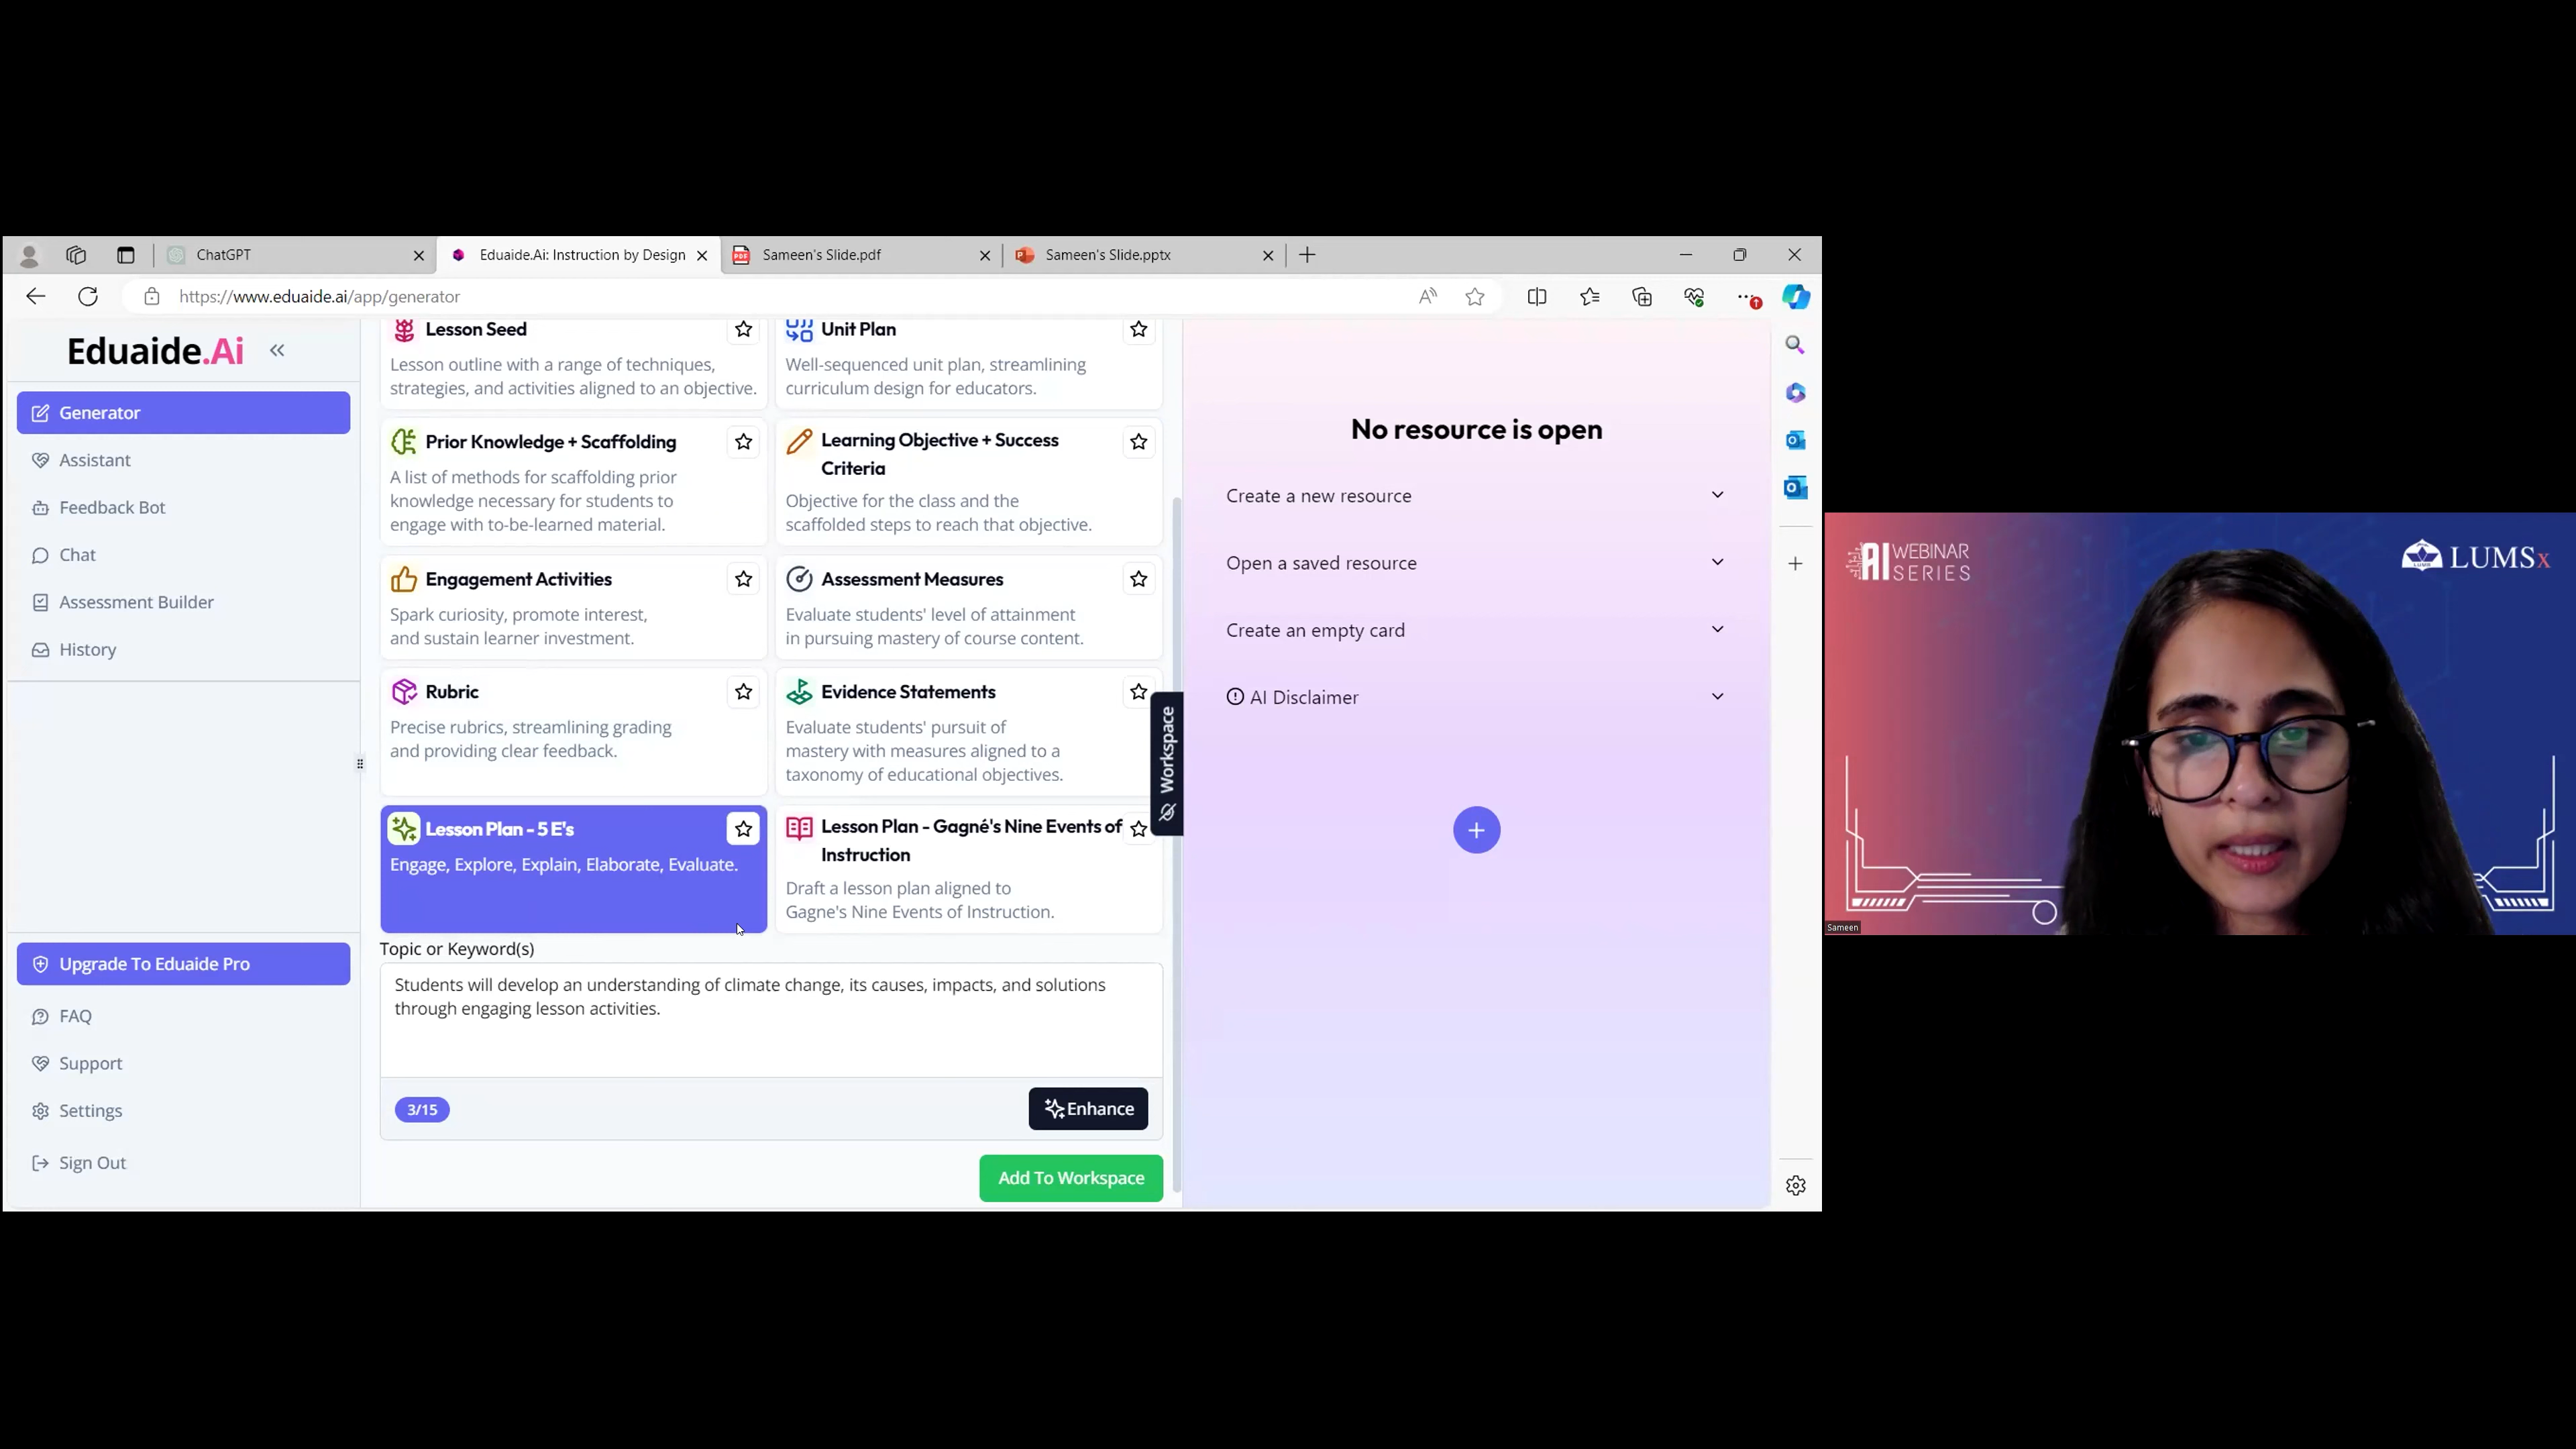 ChatGPT
Eduaide.Ai: Instruction by Design
Sameen's Slide.pdf
Sameen's Slide.pptx
https://www.eduaide.ai/app/generator
Eduaide.Ai
Generator
Assistant
Feedback Bot
Chat
Assessment Builder
History
Upgrade To Eduaide Pro
FAQ
Support
Settings
Sign Out
Lesson Seed
Lesson outline with a range of techniques,
strategies, and activities aligned to an objective.
Unit Plan
Well-sequenced unit plan, streamlining
curriculum design for educators.
Prior Knowledge + Scaffolding
A list of methods for scaffolding prior
knowledge necessary for students to
engage with to-be-learned material.
Learning Objective + Success
Criteria
Objective for the class and the
scaffolded steps to reach that objective.
Engagement Activities
Spark curiosity, promote interest,
and sustain learner investment.
Assessment Measures
Evaluate students' level of attainment
in pursuing mastery of course content.
Rubric
Precise rubrics, streamlining grading
and providing clear feedback.
Evidence Statements
Evaluate students' pursuit of
mastery with measures aligned to a
taxonomy of educational objectives.
Lesson Plan - 5 E's
Engage, Explore, Explain, Elaborate, Evaluate.
Lesson Plan - Gagné's Nine Events of
Instruction
Draft a lesson plan aligned to
Gagne's Nine Events of Instruction.
Topic or Keyword(s)
Students will develop an understanding of climate change, its causes, impacts, and solutions
through engaging lesson activities.
3/15
Enhance
Add To Workspace
Workspace
No resource is open
Create a new resource
Open a saved resource
Create an empty card
AI Disclaimer
AI WEBINAR
SERIES
LUMSx
Sameen